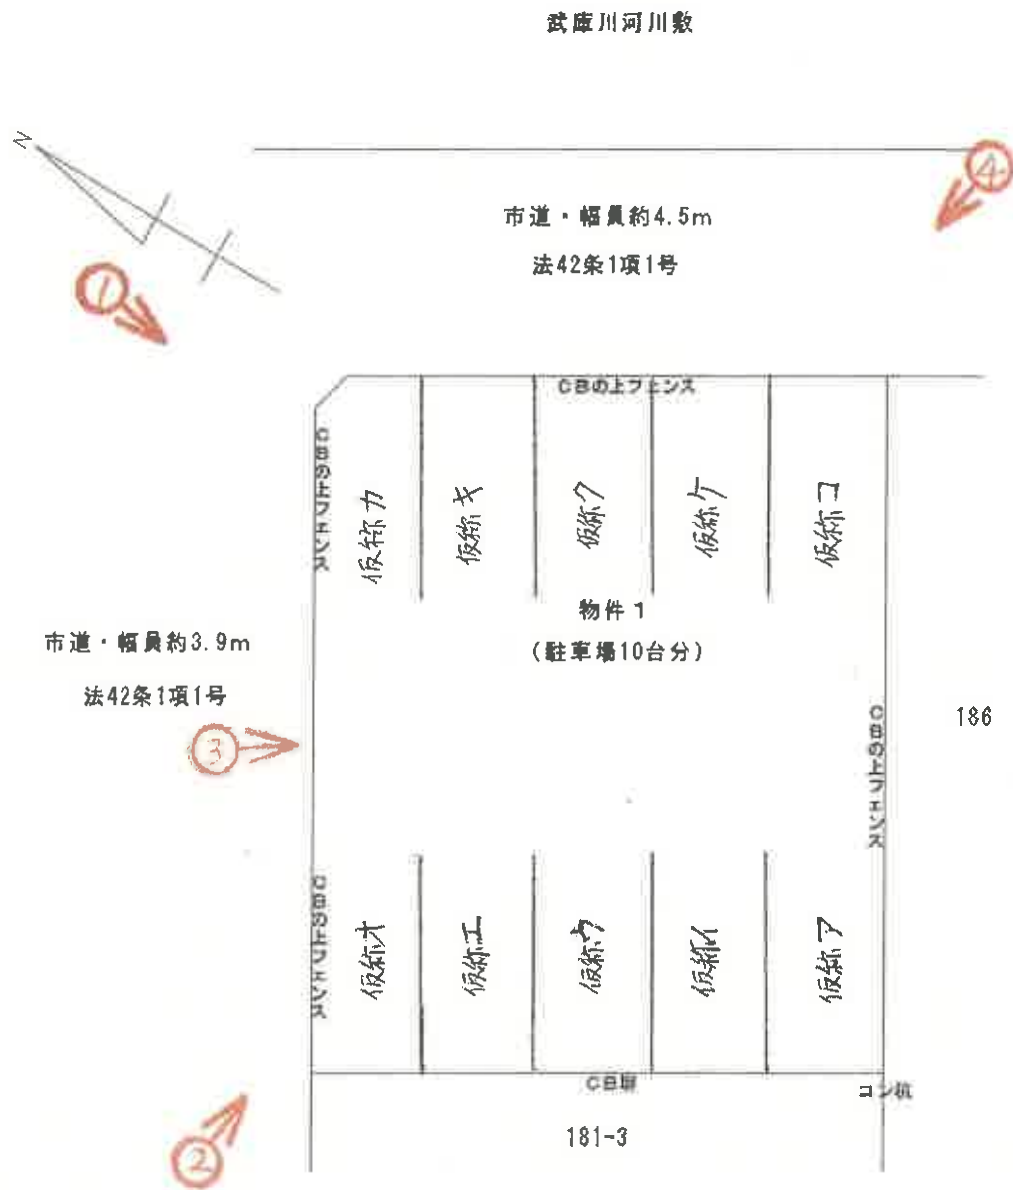 武庫川河川敷
N
④
市道・幅員約4.5m
法42条1項1号
①
CBの上フェンス
CBの上フェンス
仮称カ
仮称キ
仮称ク
仮称ケ
仮称コ
物件1
(駐車場10台分)
市道・幅員約3.9m
法42条1項1号
③
186
CBの上フェンス
CBの上フェンス
仮称オ
仮称エ
仮称ウ
仮称イ
仮称ア
CB塀
コン杭
②
181-3